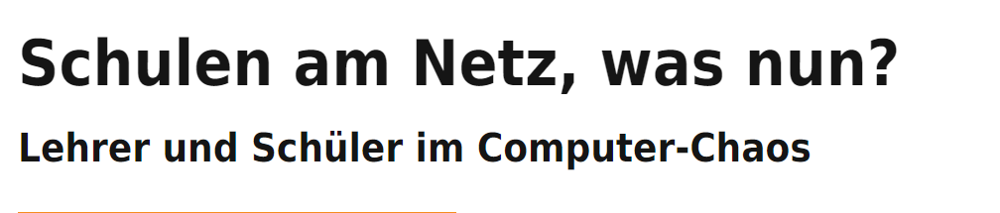 Schulen am Netz, was nun?
Lehrer und Schüler im Computer-Chaos